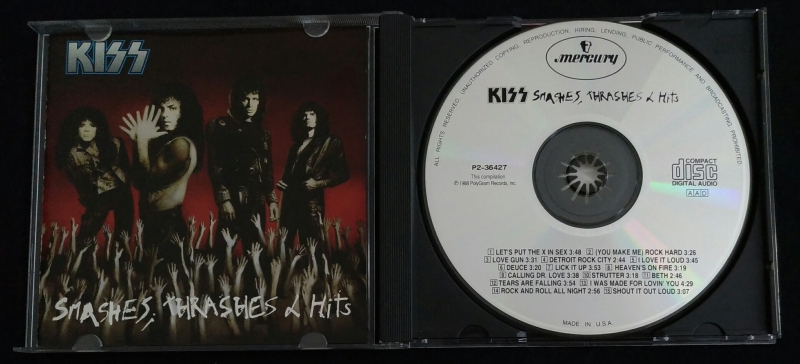 KISS
SMASHES, THRASHES & HITS
ALL RIGHTS RESERVED. UNAUTHORIZED COPYING, REPRODUCTION, HIRING, LENDING, PUBLIC PERFORMANCE AND BROADCASTING PROHIBITED.
mercury
KISS SMASHES, THRASHES & HITS
P2-36427
This compilation
℗ 1988 PolyGram Records, Inc.
COMPACT
disc
DIGITAL AUDIO
AAD
1 LET'S PUT THE X IN SEX 3:48 2 (YOU MAKE ME) ROCK HARD 3:26
3 LOVE GUN 3:31 4 DETROIT ROCK CITY 2:44 5 I LOVE IT LOUD 3:45
6 DEUCE 3:20 7 LICK IT UP 3:53 8 HEAVEN'S ON FIRE 3:19
9 CALLING DR. LOVE 3:38 10 STRUTTER 3:18 11 BETH 2:46
12 TEARS ARE FALLING 3:54 13 I WAS MADE FOR LOVIN' YOU 4:29
14 ROCK AND ROLL ALL NIGHT 2:56 15 SHOUT IT OUT LOUD 3:07
MADE IN U.S.A.